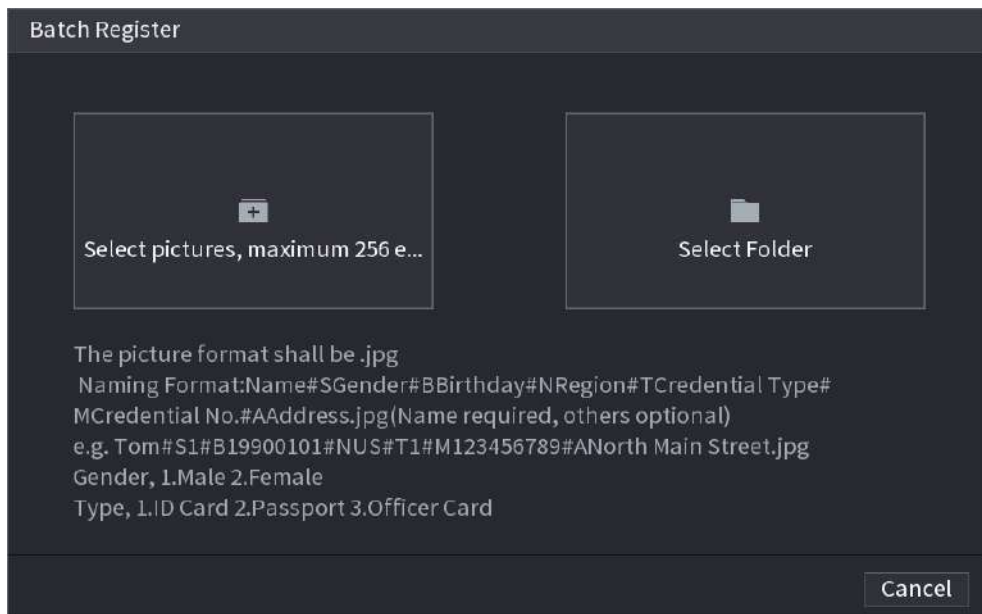 Batch Register
Select pictures, maximum 256 e...
Select Folder
The picture format shall be .jpg
Naming Format:Name#SGender#BBirthday#NRegion#TCredential Type#
MCredential No.#AAddress.jpg(Name required, others optional)
e.g. Tom#S1#B19900101#NUS#T1#M123456789#ANorth Main Street.jpg
Gender, 1.Male 2.Female
Type, 1.ID Card 2.Passport 3.Officer Card
Cancel